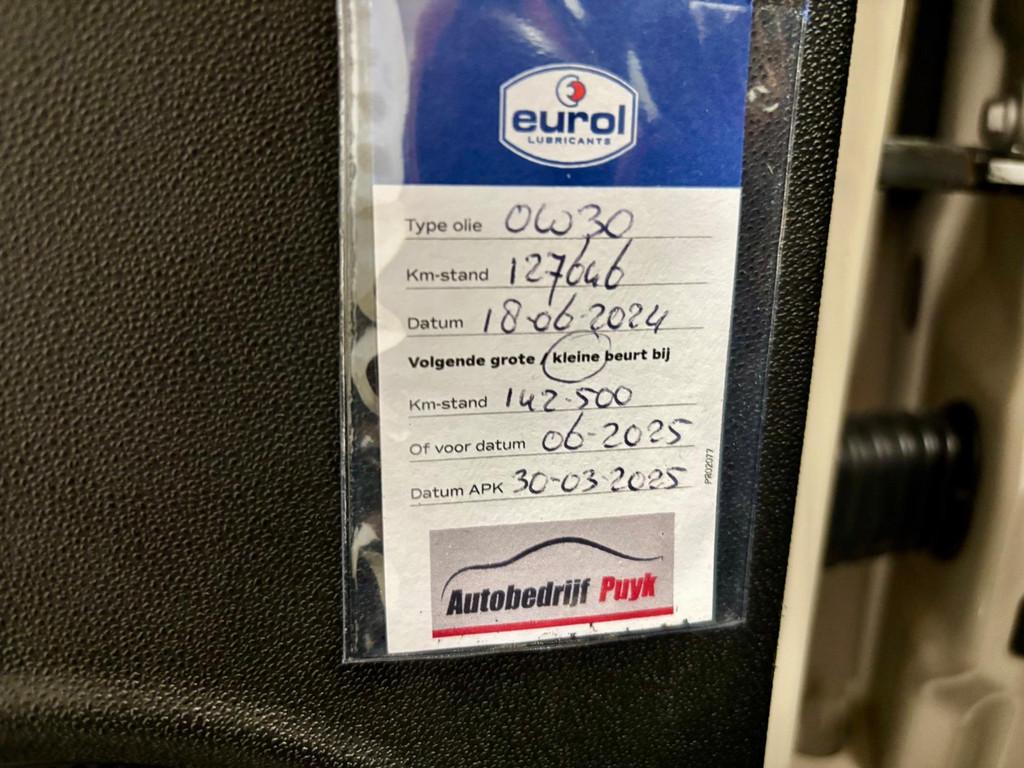 eurol
LUBRICANTS
Type olie 0W30
Km-stand 127646
Datum 18-06-2024
Volgende grote / kleine beurt bij
Km-stand 142-500
Of voor datum 06-2025
Datum APK 30-03-2025
PR02077
Autobedrijf Puyk